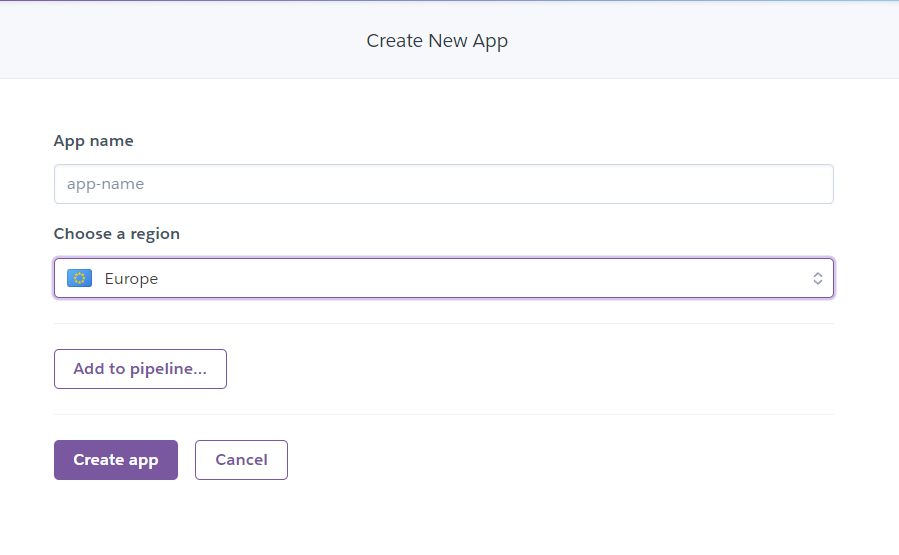 Create New App
App name
app-name
Choose a region
Europe
Add to pipeline...
Create app
Cancel